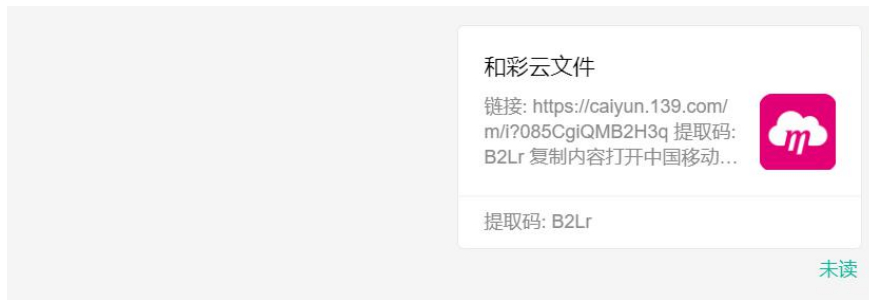 和彩云文件
链接: https://caiyun.139.com/
m/i?085CgiQMB2H3q 提取码:
B2Lr 复制内容打开中国移动…
m
提取码: B2Lr
未读